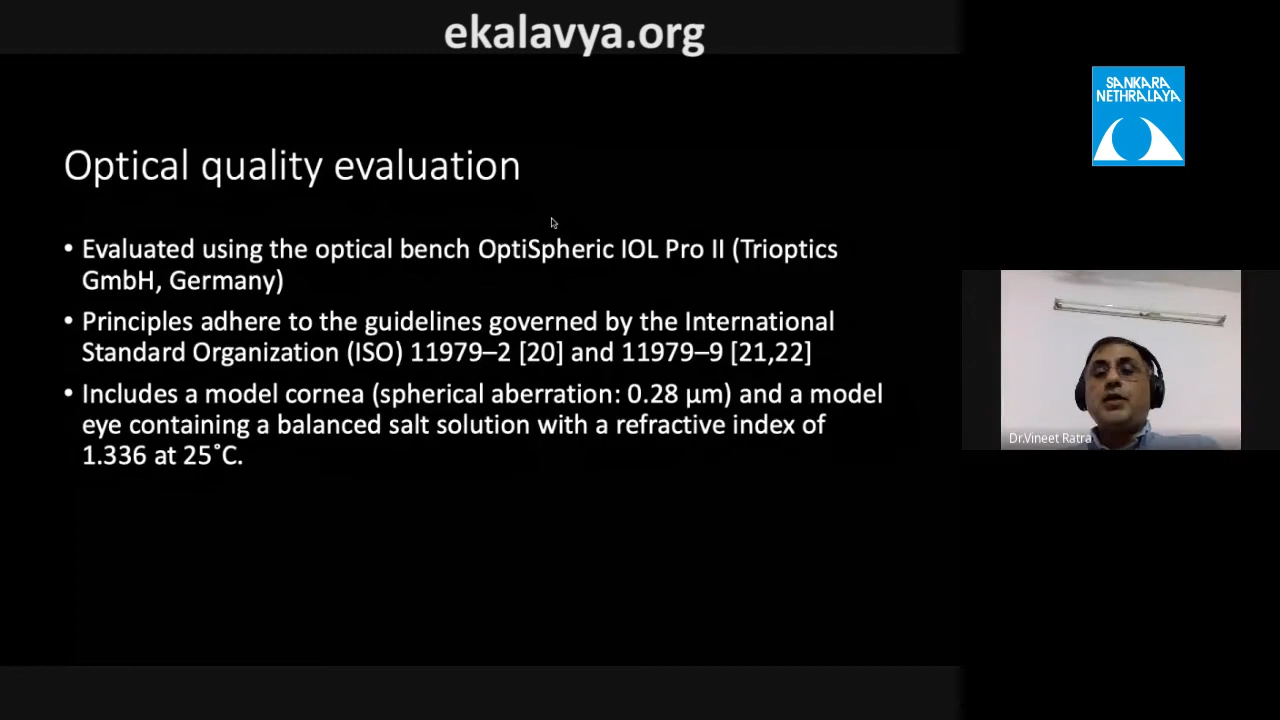 ekalavya.org
SANKARA
NETHRALAYA
Optical quality evaluation
• Evaluated using the optical bench OptiSpheric IOL Pro II (Trioptics
GmbH, Germany)
• Principles adhere to the guidelines governed by the International
Standard Organization (ISO) 11979–2 [20] and 11979–9 [21,22]
• Includes a model cornea (spherical aberration: 0.28 µm) and a model
eye containing a balanced salt solution with a refractive index of
1.336 at 25˚C.
Dr.Vineet Ratra